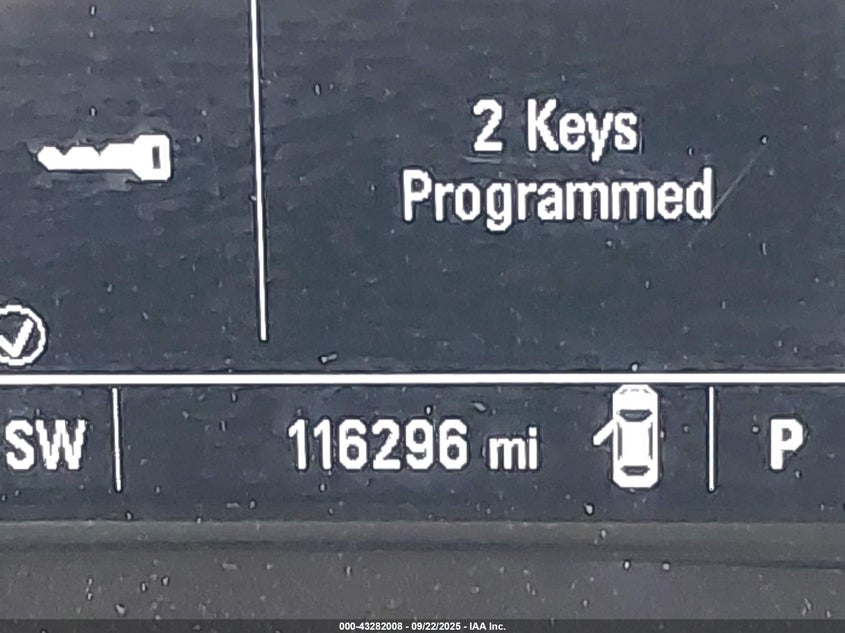 2 Keys
Programmed
SW
116296 mi
P
000-43282008 - 09/22/2025 - IAA Inc.